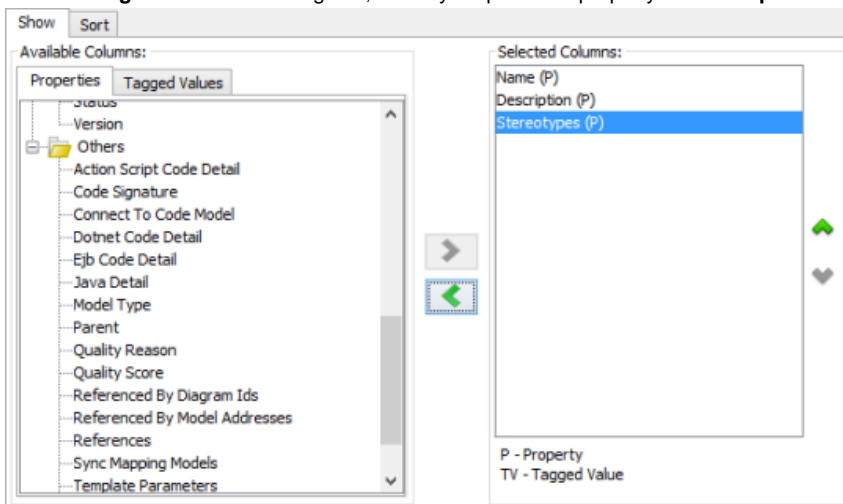 Show Sort
Available Columns:
Properties Tagged Values
Status
Version
Others
Action Script Code Detail
Code Signature
Connect To Code Model
Dotnet Code Detail
Ejb Code Detail
Java Detail
Model Type
Parent
Quality Reason
Quality Score
Referenced By Diagram Ids
Referenced By Model Addresses
References
Sync Mapping Models
Template Parameters
Selected Columns:
Name (P)
Description (P)
Stereotypes (P)
P - Property
TV - Tagged Value